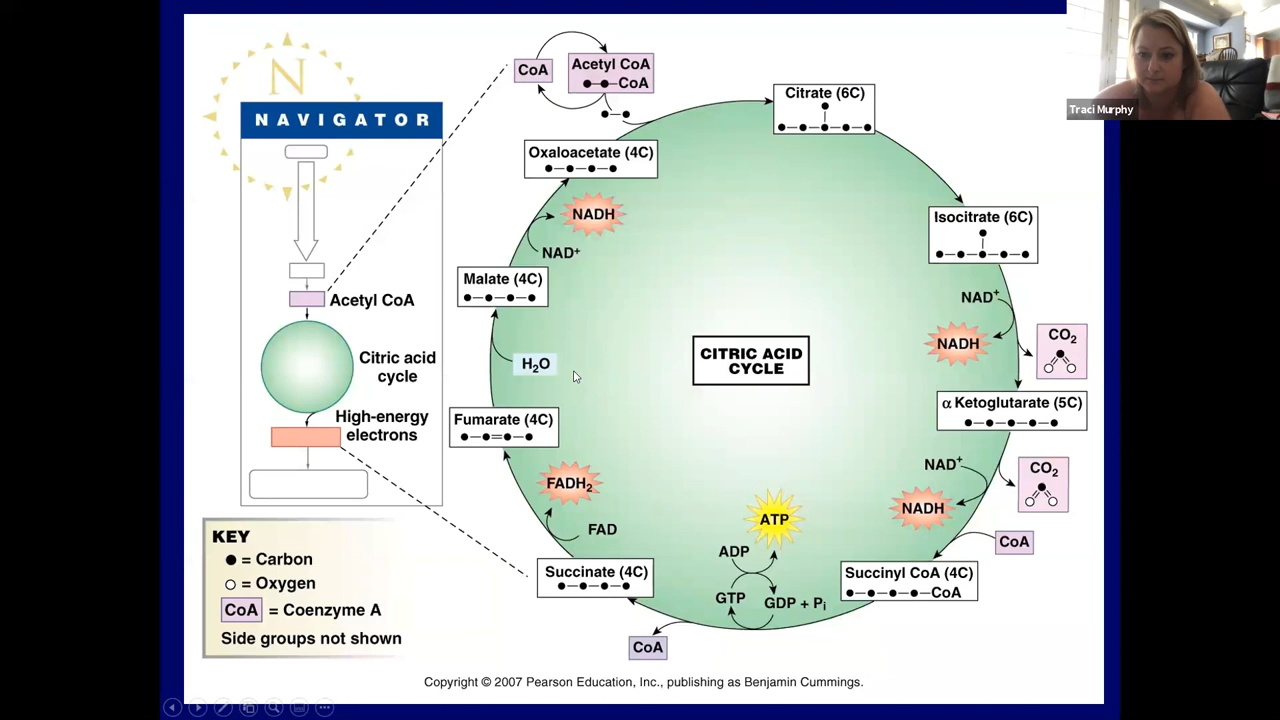 Traci Murphy
N
NAVIGATOR
Acetyl CoA
Citric acid
cycle
High-energy
electrons
KEY
= Carbon
= Oxygen
CoA = Coenzyme A
Side groups not shown
CoA
Acetyl CoA
CoA
Citrate (6C)
Oxaloacetate (4C)
Isocitrate (6C)
NADH
NAD+
Malate (4C)
NAD+
NADH
CO2
H2O
CITRIC ACID
CYCLE
α Ketoglutarate (5C)
Fumarate (4C)
NAD+
CO2
NADH
FADH2
FAD
ATP
ADP
CoA
Succinate (4C)
GTP
GDP + Pi
Succinyl CoA (4C)
CoA
CoA
Copyright © 2007 Pearson Education, Inc., publishing as Benjamin Cummings.